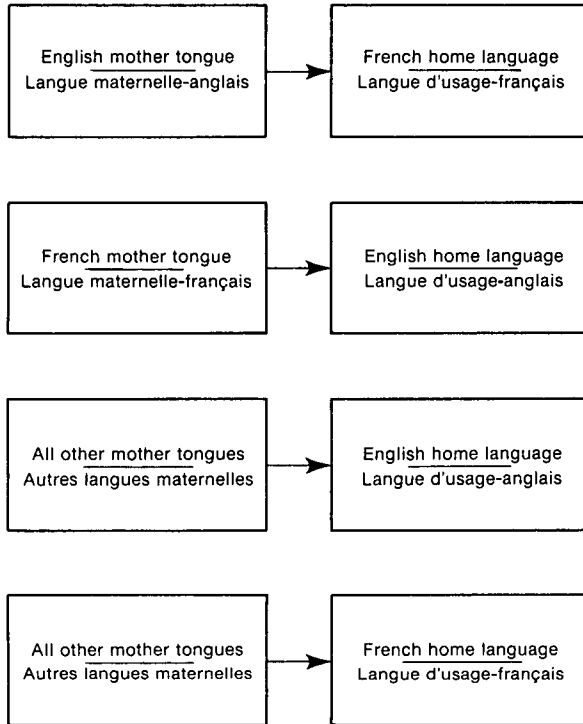 English mother tongue
Langue maternelle-anglais
French home language
Langue d'usage-français
French mother tongue
Langue maternelle-français
English home language
Langue d'usage-anglais
All other mother tongues
Autres langues maternelles
English home language
Langue d'usage-anglais
All other mother tongues
Autres langues maternelles
French home language
Langue d'usage-français